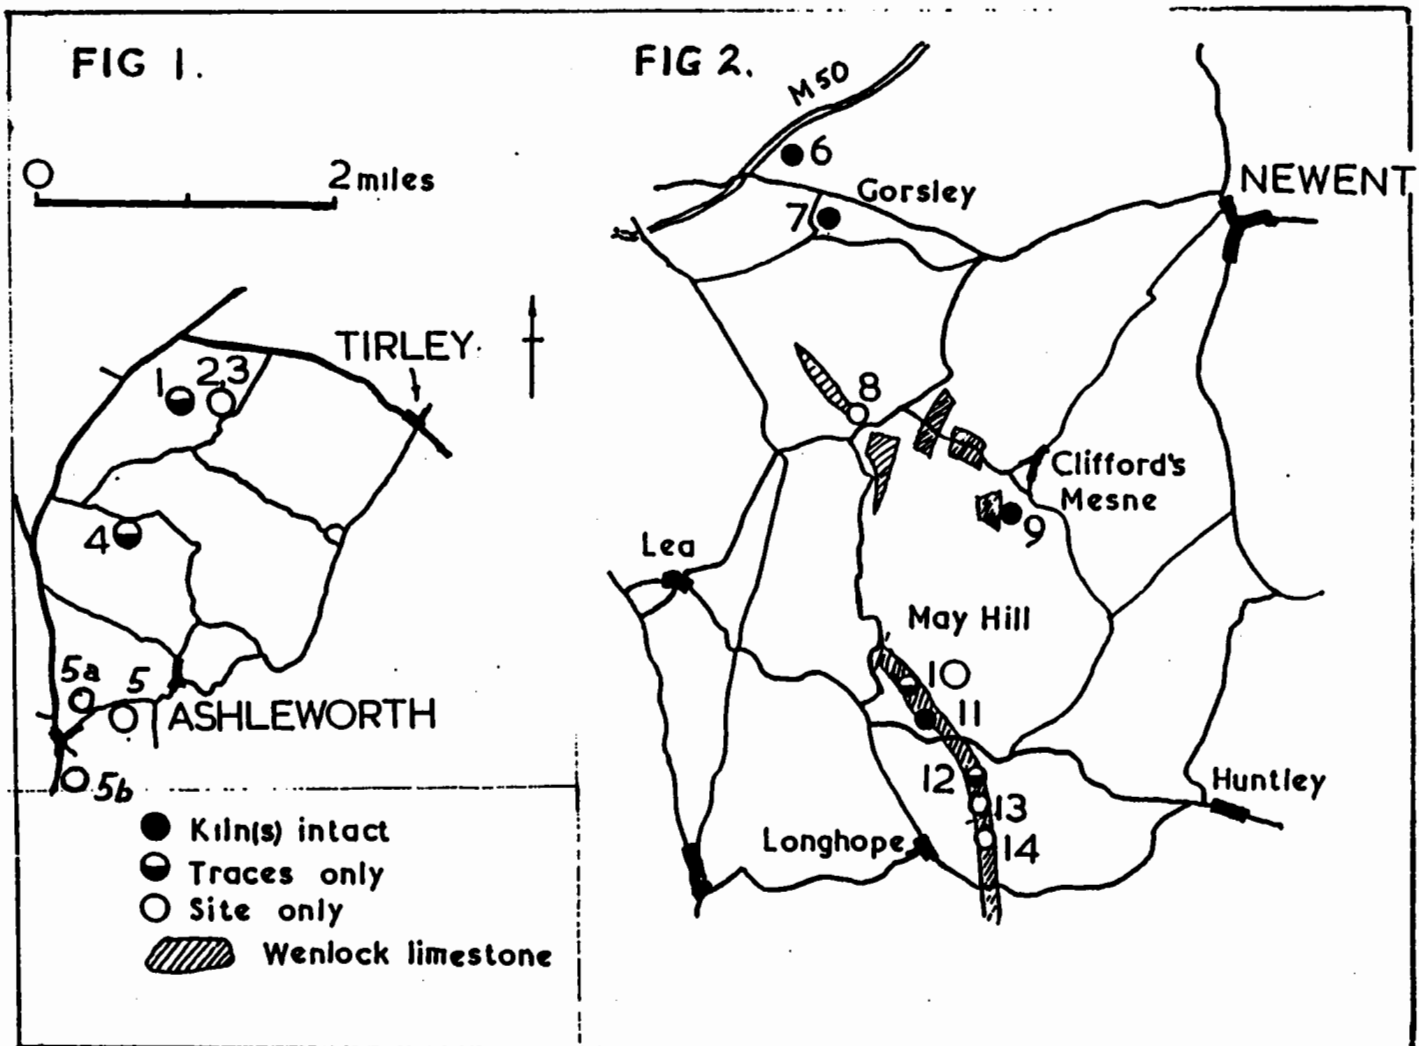 FIG 1.
0 2 miles
TIRLEY
1
2,3
4
5a
5
ASHLEWORTH
5b
Kiln(s) intact
Traces only
Site only
Wenlock limestone
FIG 2.
M50
6
Gorsley
7
NEWENT
8
Clifford's
Mesne
9
Lea
May Hill
10
11
12
13
Huntley
Longhope
14